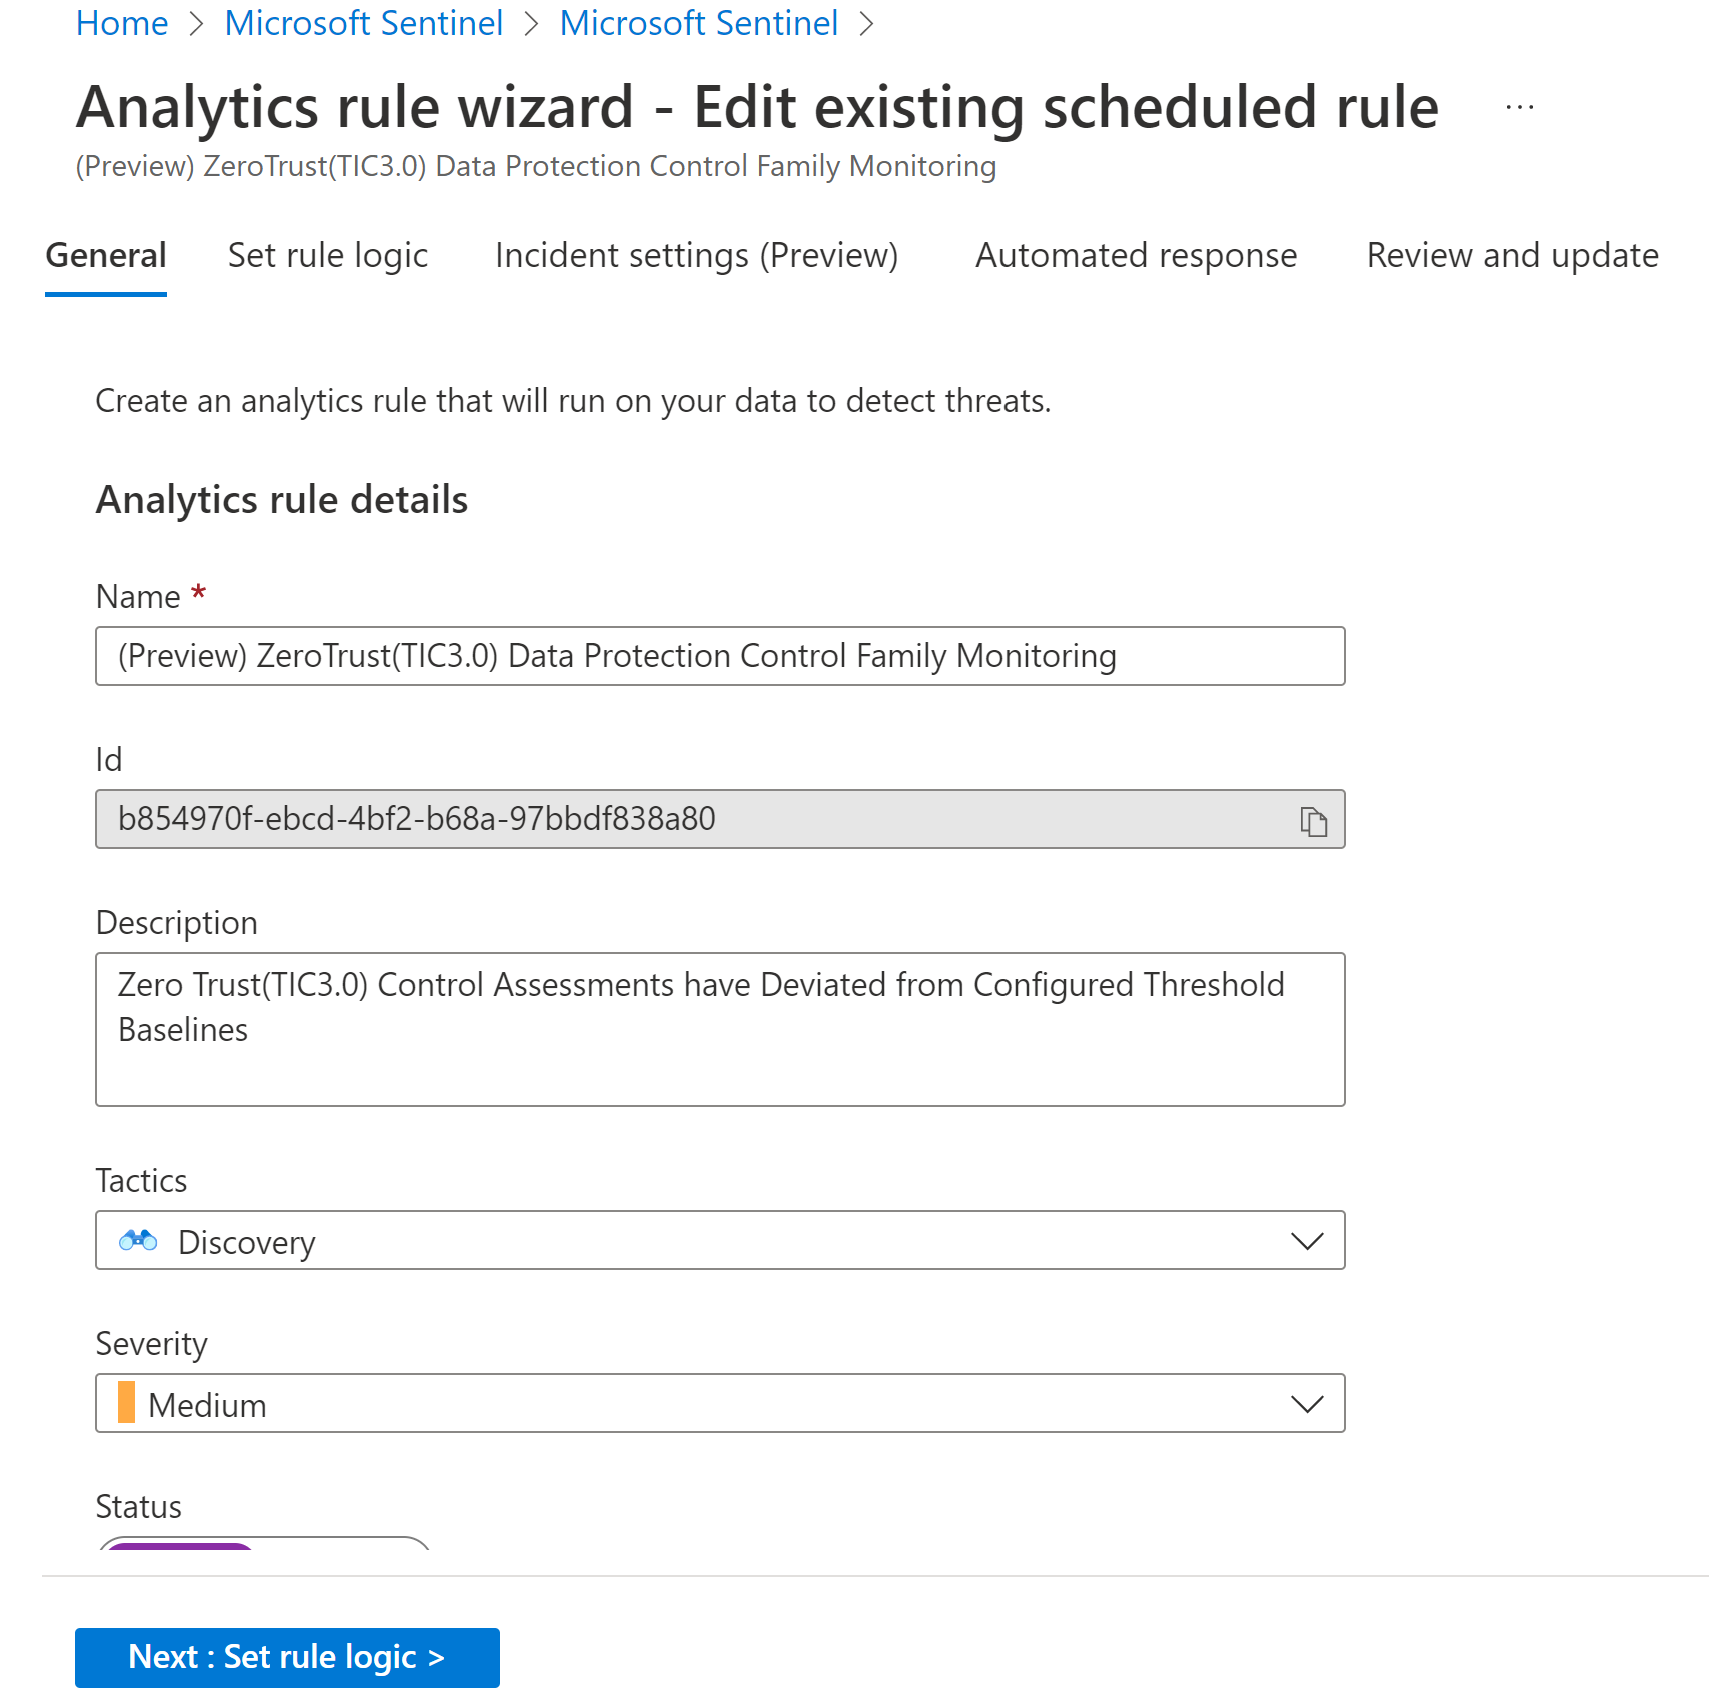 Home > Microsoft Sentinel > Microsoft Sentinel >
Analytics rule wizard - Edit existing scheduled rule ...
(Preview) ZeroTrust(TIC3.0) Data Protection Control Family Monitoring
General Set rule logic Incident settings (Preview) Automated response Review and update
Create an analytics rule that will run on your data to detect threats.
Analytics rule details
Name *
(Preview) ZeroTrust(TIC3.0) Data Protection Control Family Monitoring
Id
b854970f-ebcd-4bf2-b68a-97bbdf838a80
Description
Zero Trust(TIC3.0) Control Assessments have Deviated from Configured Threshold
Baselines
Tactics
Discovery
Severity
Medium
Status
Next : Set rule logic >